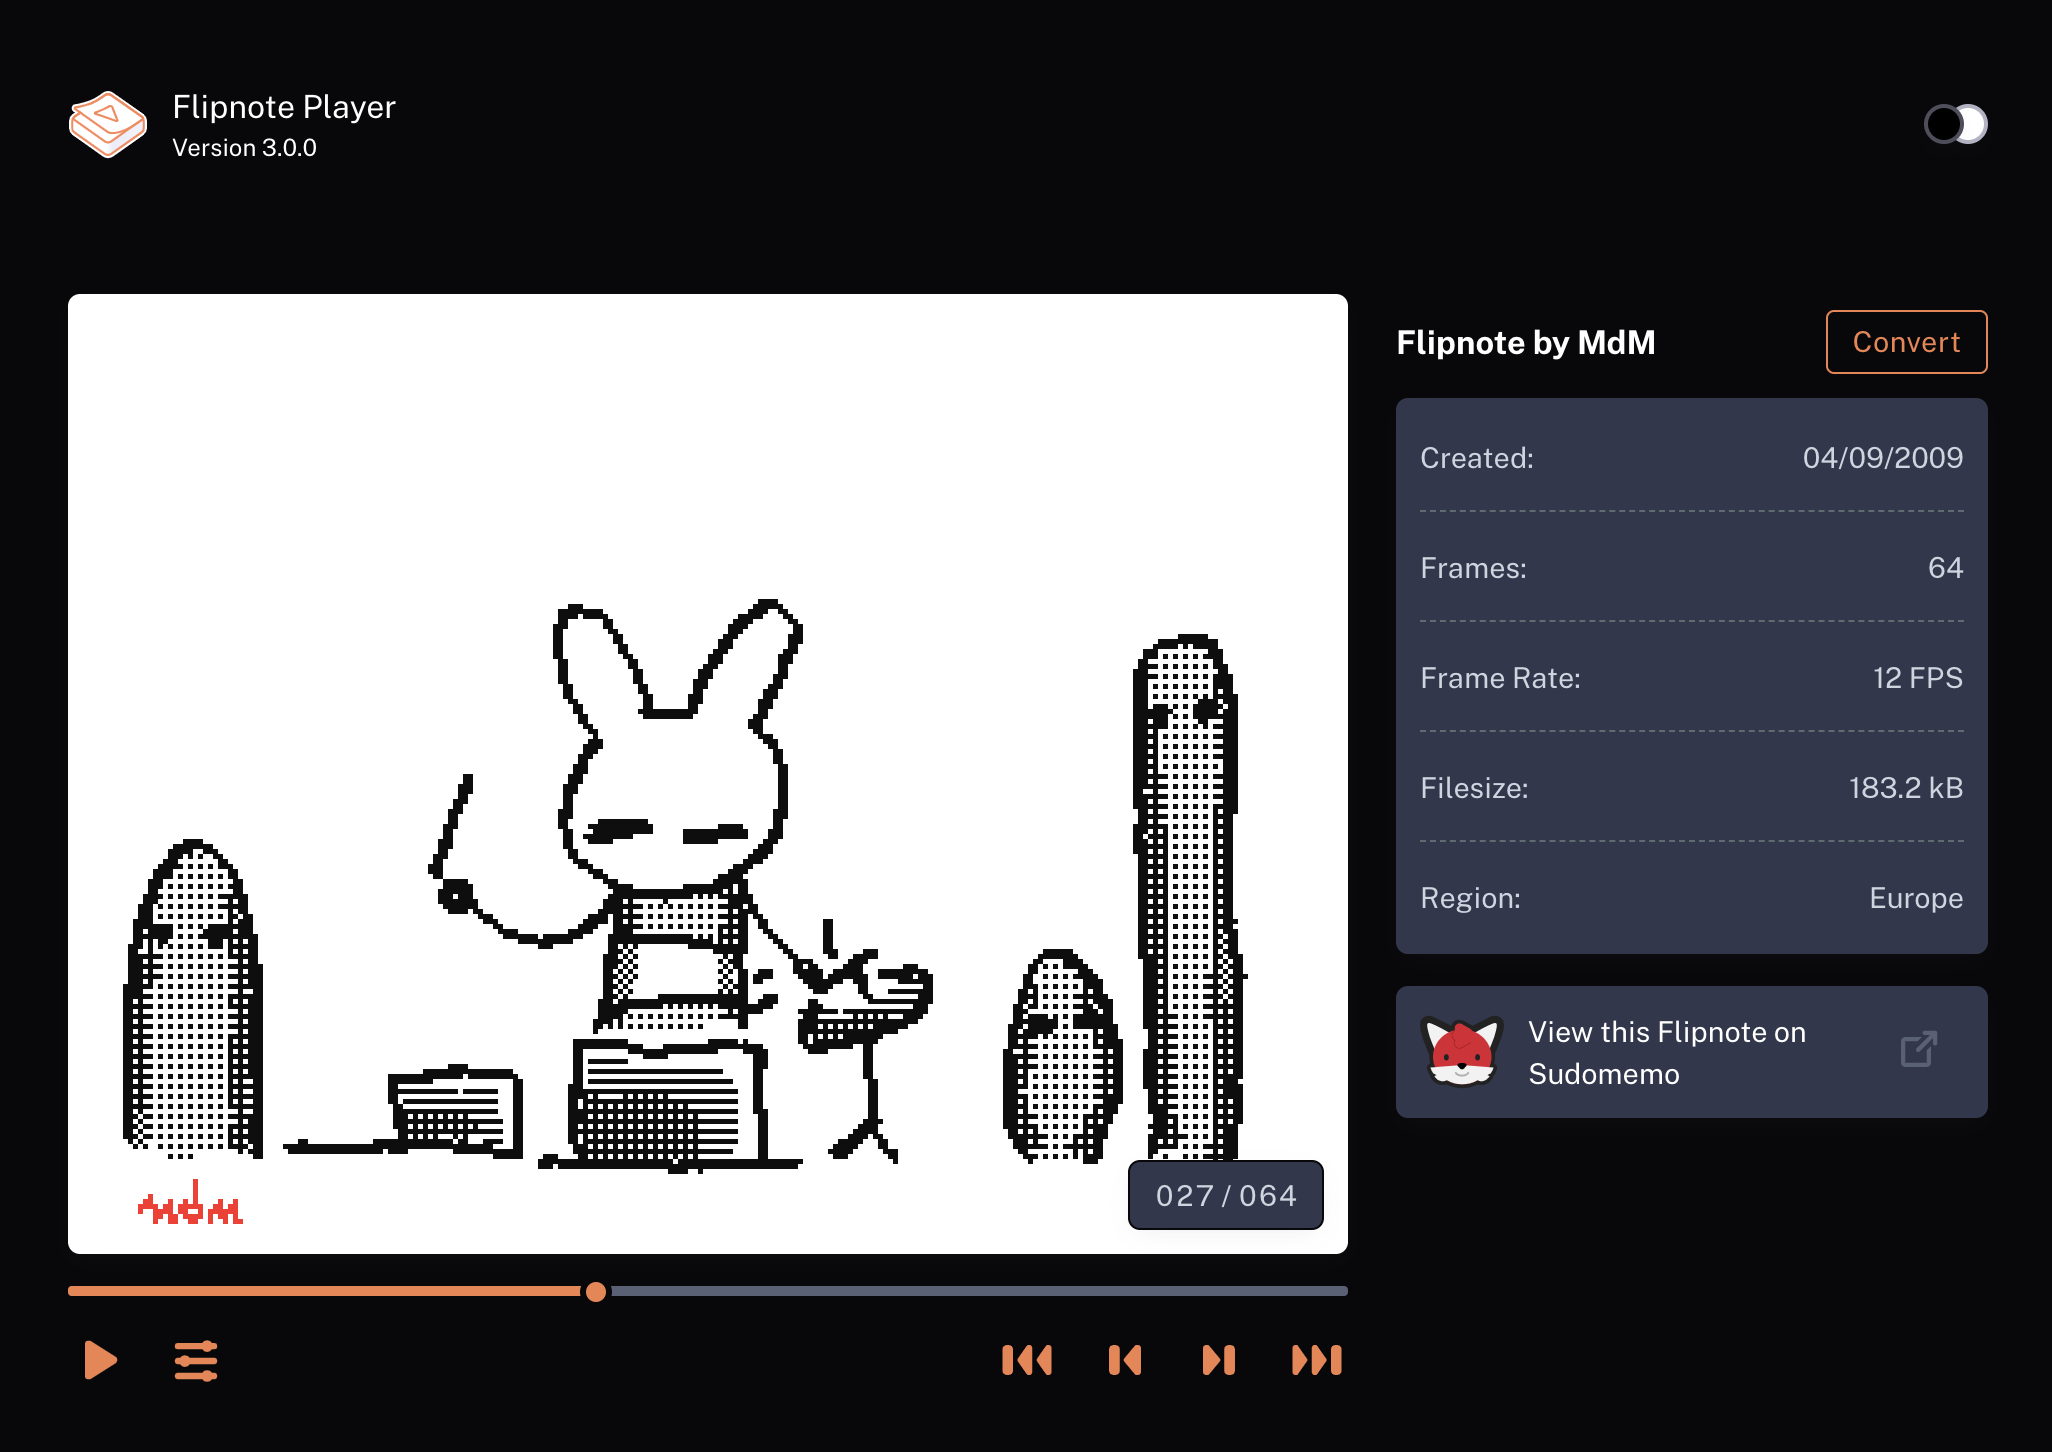 Flipnote Player
Version 3.0.0
Flipnote by MdM
Convert
Created: 04/09/2009
Frames: 64
Frame Rate: 12 FPS
Filesize: 183.2 kB
Region: Europe
View this Flipnote on
Sudomemo
MdM
027 / 064